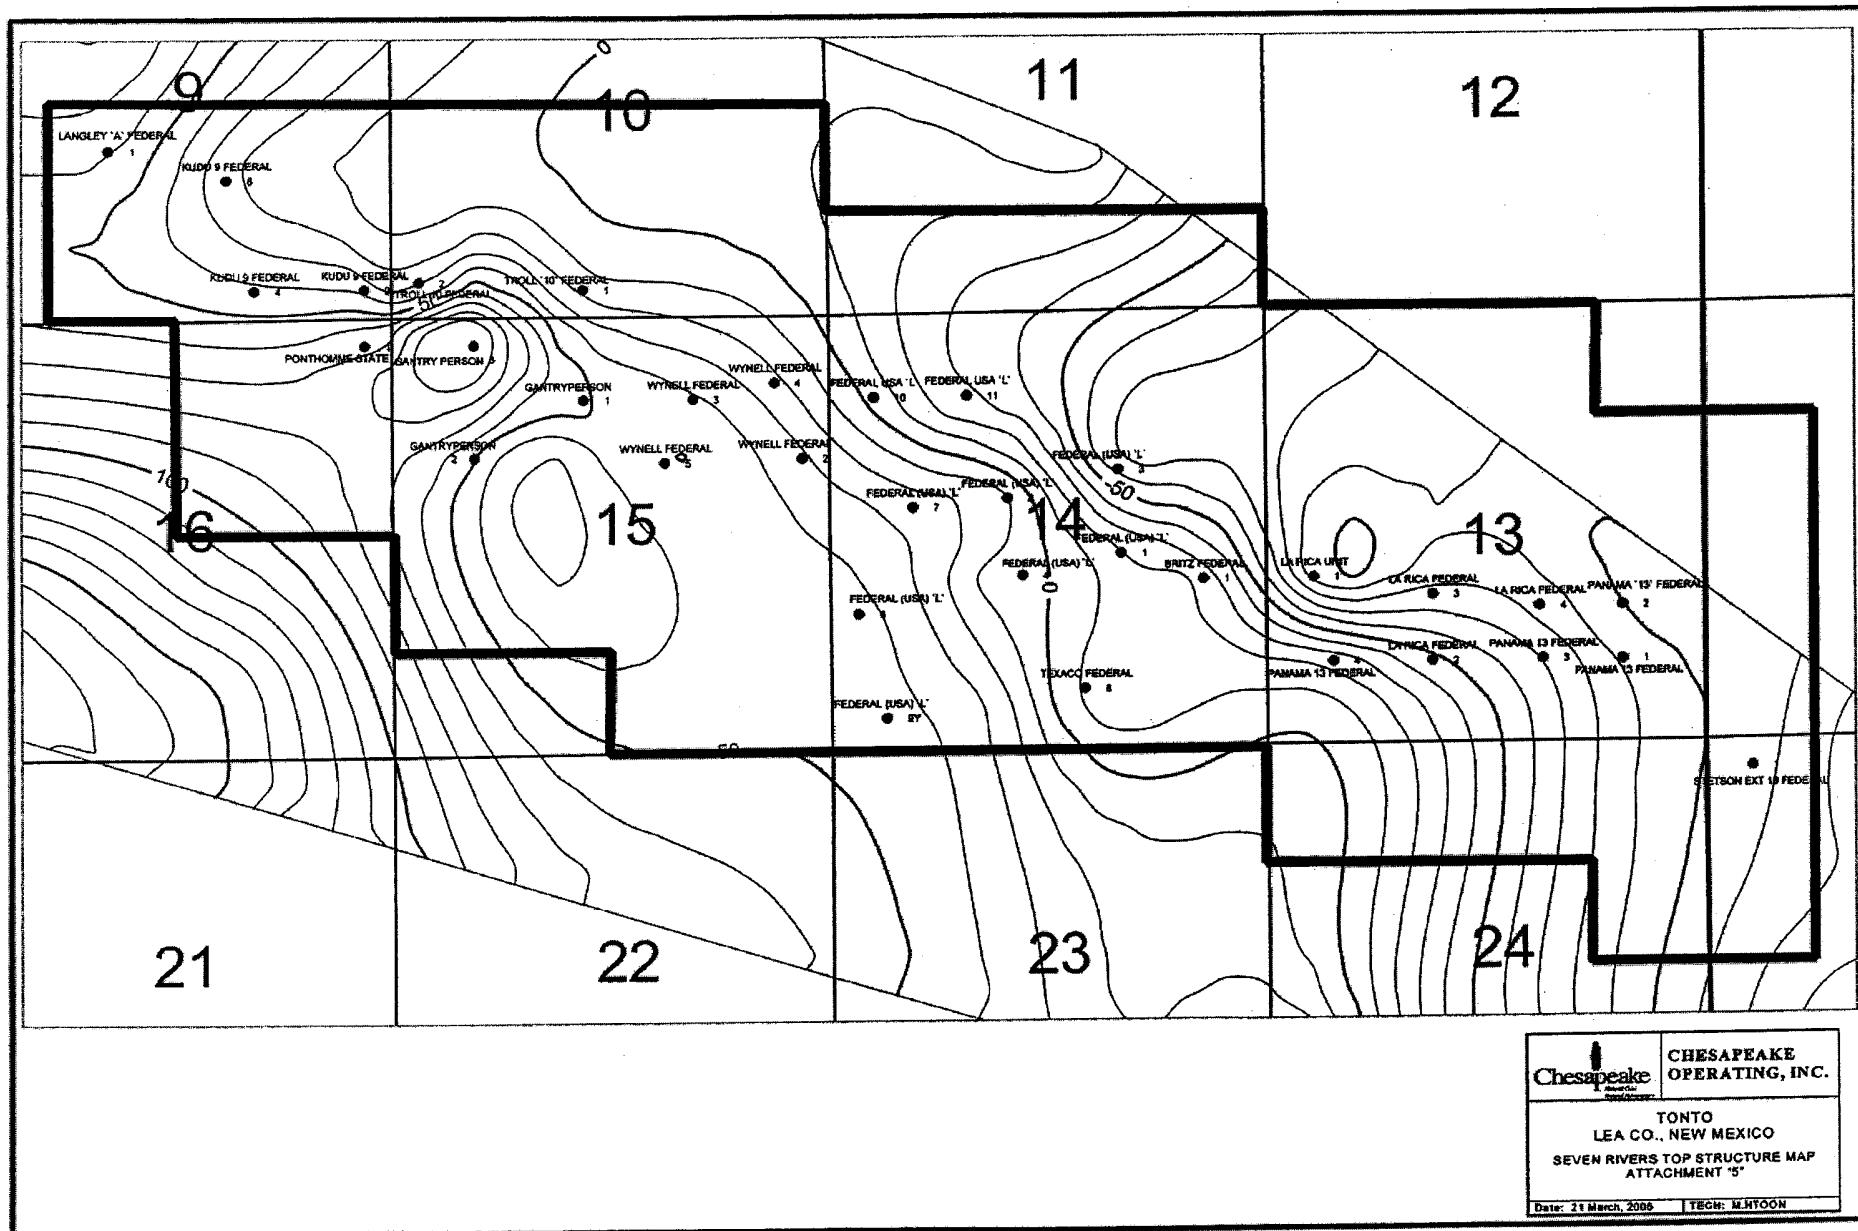 0
9
10
11
12
LANGLEY 'A' FEDERAL
1
KUDU 9 FEDERAL
6
KUDU 9 FEDERAL
4
KUDU 9 FEDERAL
2
TROLL 10 FEDERAL
TROLL '10' FEDERAL
1
50
PONTHOMME STATE
GANTRY PERSON 3
GANTRYPERSON
1
WYNELL FEDERAL
3
WYNELL FEDERAL
4
FEDERAL USA 'L'
10
FEDERAL USA 'L'
11
GANTRYPERSON
2
WYNELL FEDERAL
5
WYNELL FEDERAL
2
FEDERAL (USA) 'L'
3
-50
100
FEDERAL (USA) 'L'
7
FEDERAL (USA) 'L'
16
15
14
13
FEDERAL (USA) 'L'
1
FEDERAL (USA) 'L'
0
BRITZ FEDERAL
1
LA RICA UNIT
1
LA RICA FEDERAL
3
LA RICA FEDERAL
4
PANAMA '13' FEDERAL
2
FEDERAL (USA) 'L'
LA RICA FEDERAL
2
PANAMA 13 FEDERAL
3
PANAMA 13 FEDERAL
1
PANAMA 13 FEDERAL
4
TEXACO FEDERAL
FEDERAL (USA) 'L'
50
STETSON EXT 19 FEDERAL
21
22
23
24
Chesapeake
CHESAPEAKE
OPERATING, INC.
TONTO
LEA CO., NEW MEXICO
SEVEN RIVERS TOP STRUCTURE MAP
ATTACHMENT "5"
Date: 21 March, 2005
TECH: M.HTOON